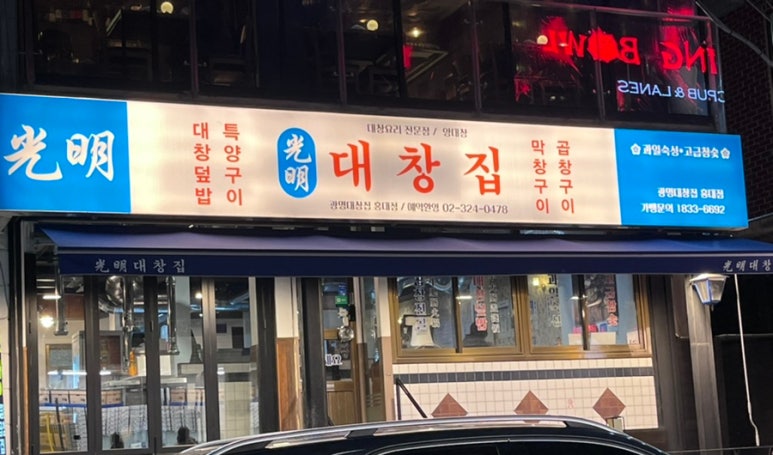 ING BOWL
PUB & LANES
光明
대창덮밥
특양구이
光明
대창요리 전문점 / 양대창
대창집
광명대창집 홍대점 / 예약환영 02-324-0478
막창구이
곱창구이
과일숙성·고급참숯
광명대창집 홍대점
가맹문의 1833-6692
光明대창집
光明대창